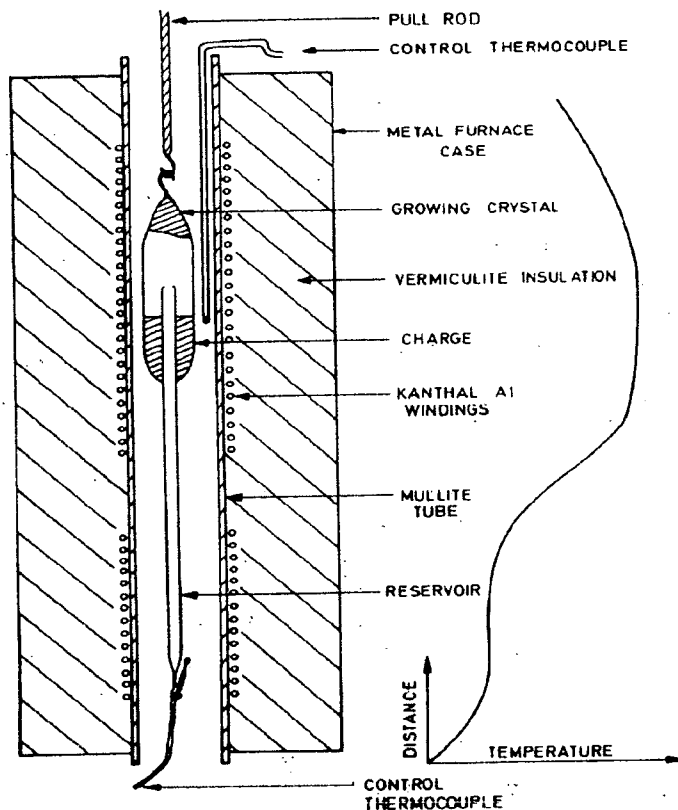 PULL ROD
CONTROL THERMOCOUPLE
METAL FURNACE
CASE
GROWING CRYSTAL
VERMICULITE INSULATION
CHARGE
KANTHAL A1
WINDINGS
MULLITE
TUBE
RESERVOIR
DISTANCE
TEMPERATURE
CONTROL
THERMOCOUPLE